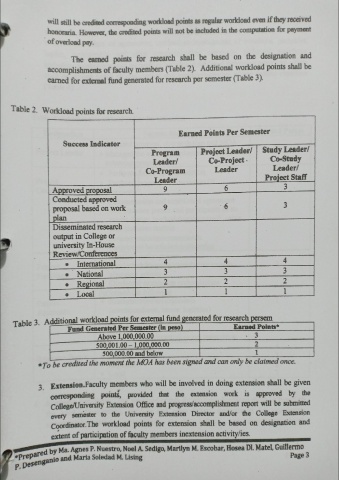 will still be credited corresponding workload points as regular workload even if they received
honoraria. However, the credited points will not be included in the computation for payment
of overload pay.
The earned points for research shall be based on the designation and
accomplishments of faculty members (Table 2). Additional workload points shall be
earned for external fund generated for research per semester (Table 3).
Table 2. Workload points for research.
Success Indicator
Earned Points Per Semester
Program Leader/ Co-Program Leader
Project Leader/ Co-Project Leader
Study Leader/ Co-Study Leader/ Project Staff
Approved proposal 9 6 3
Conducted approved
proposal based on work
plan 9 6 3
Disseminated research
output in College or
university In-House
Review/Conferences
• International 4 4 4
• National 3 3 3
• Regional 2 2 2
• Local 1 1 1
Table 3. Additional workload points for external fund generated for research persem
Fund Generated Per Semester (in peso) Earned Points*
Above 1,000,000.00 3
500,001.00 – 1,000,000.00 2
500,000.00 and below 1
*To be credited the moment the MOA has been signed and can only be claimed once.
3. Extension.Faculty members who will be involved in doing extension shall be given
corresponding points, provided that the extension work is approved by the
College/University Extension Office and progress/accomplishment report will be submitted
every semester to the University Extension Director and/or the College Extension
Coordinator.The workload points for extension shall be based on designation and
extent of participation of faculty members inextension activity/ies.
*Prepared by Ma. Agnes P. Nuestro, Noel A. Sedigo, Marilyn M. Escobar, Hosea Dl. Matel, Guillermo
P. Desenganio and Maria Soledad M. Lising
Page 3